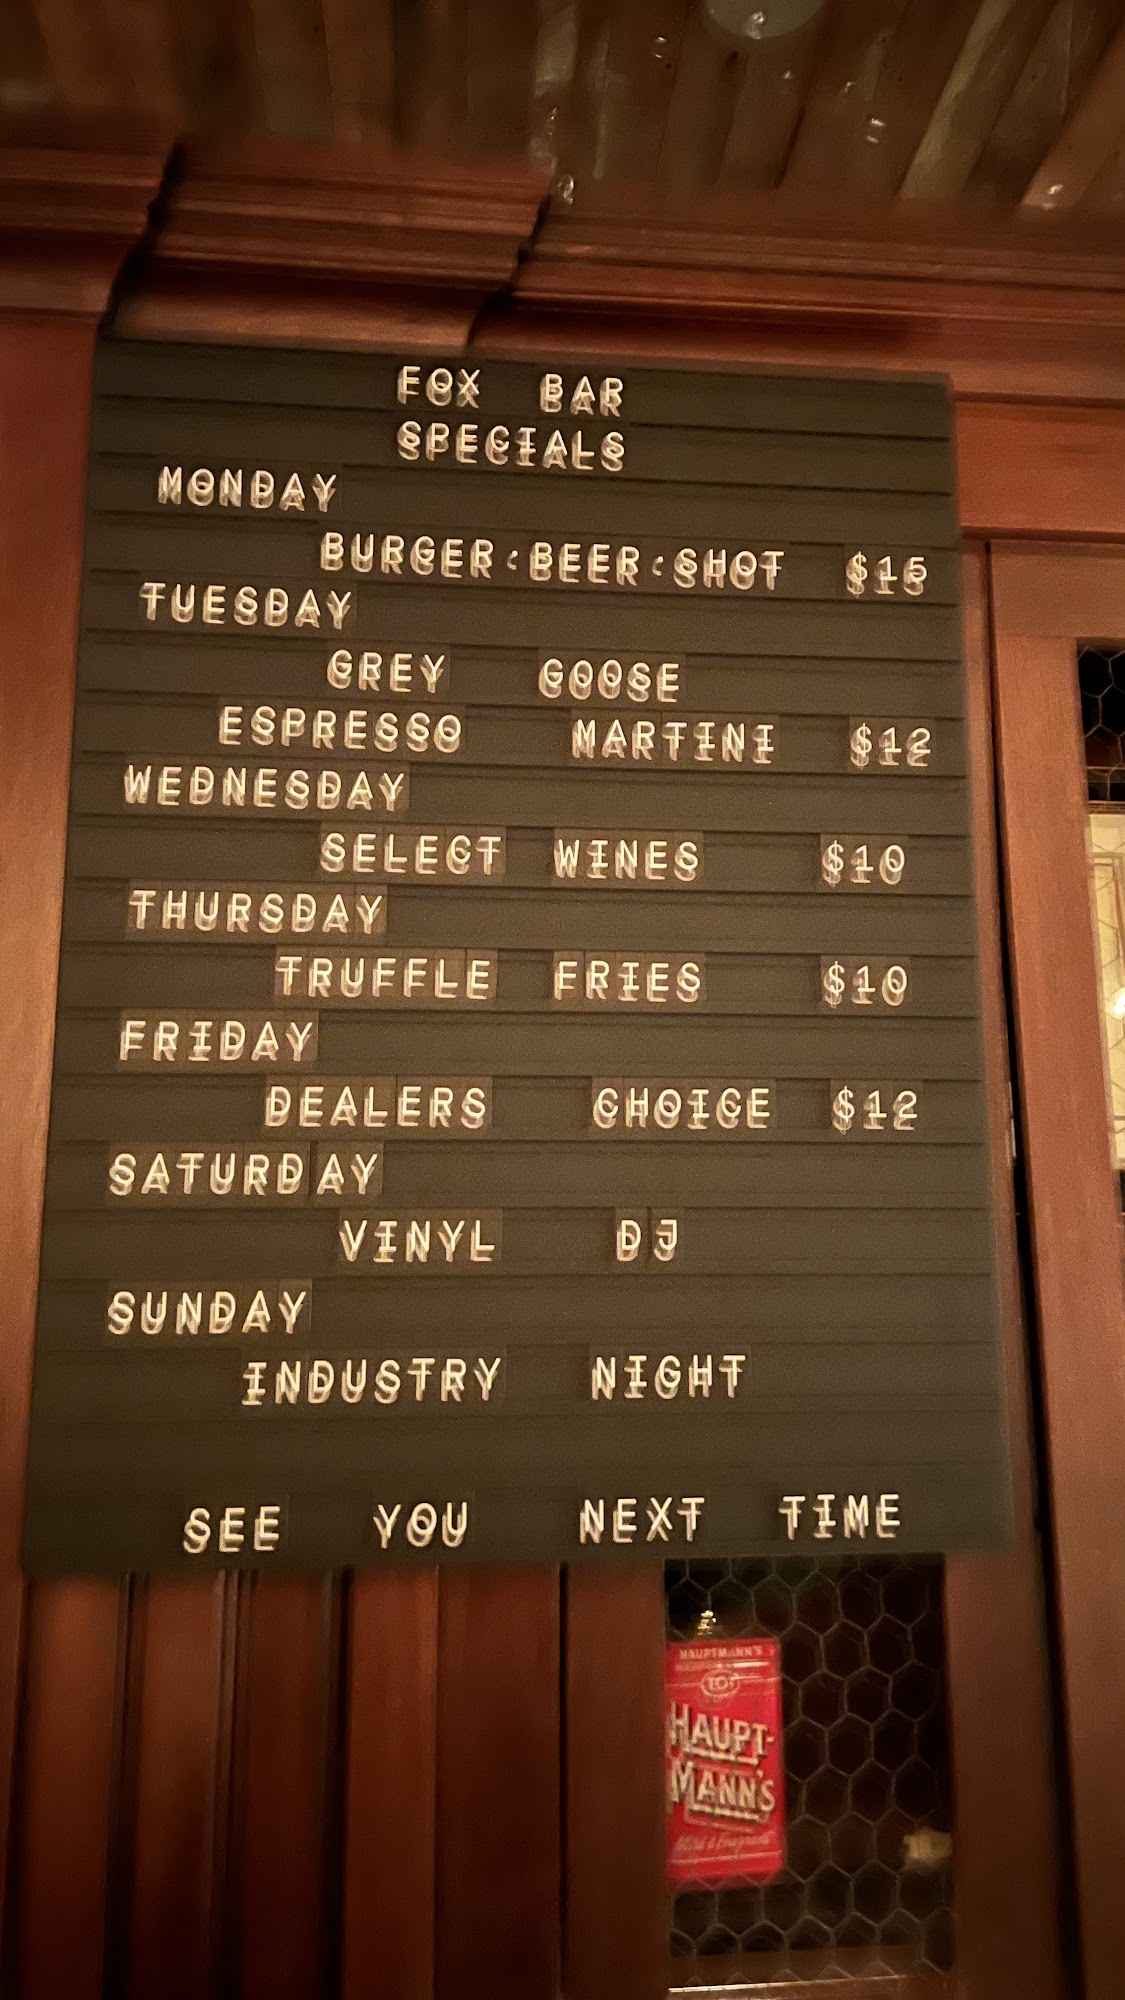 FOX BAR
SPECIALS
MONDAY
BURGER:BEER:SHOT $15
TUESDAY
GREY GOOSE
ESPRESSO MARTINI $12
WEDNESDAY
SELECT WINES $10
THURSDAY
TRUFFLE FRIES $10
FRIDAY
DEALERS CHOICE $12
SATURDAY
VINYL DJ
SUNDAY
INDUSTRY NIGHT
SEE YOU NEXT TIME
HAUPTMANN'S
HAUPT-
MANN'S